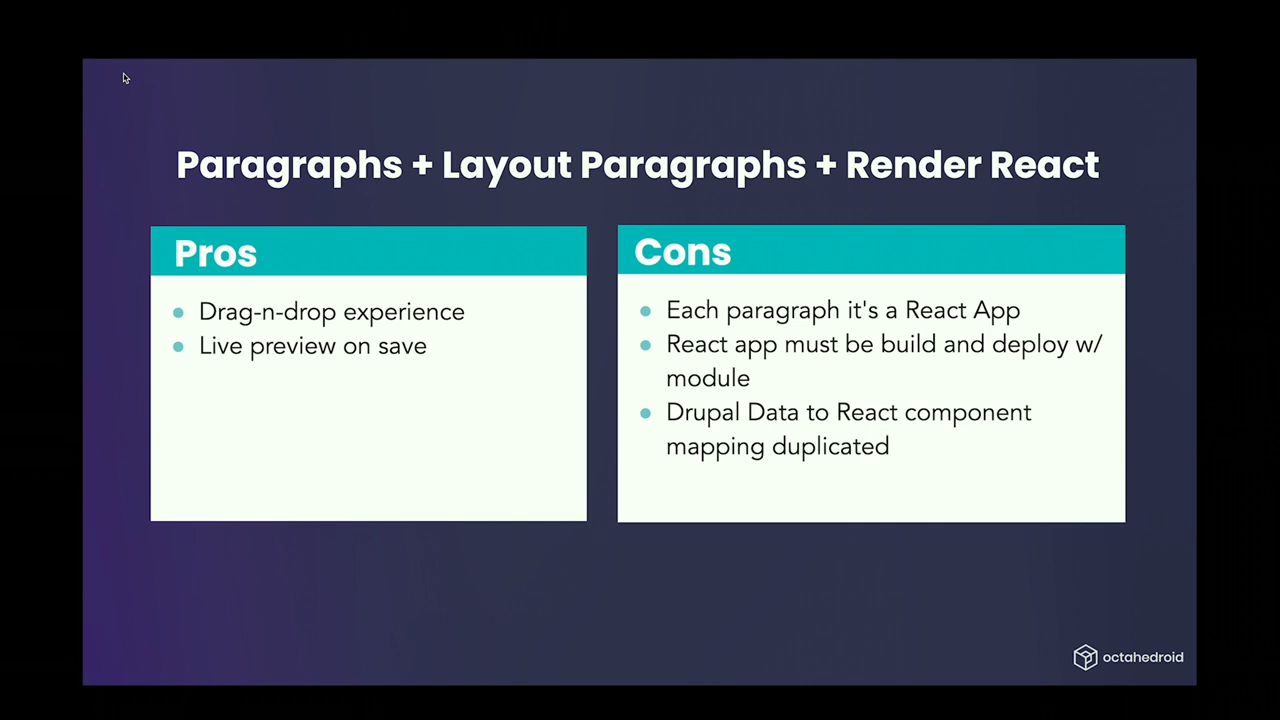 Paragraphs + Layout Paragraphs + Render React
Pros
Drag-n-drop experience
Live preview on save
Cons
Each paragraph it's a React App
React app must be build and deploy w/
module
Drupal Data to React component
mapping duplicated
octahedroid